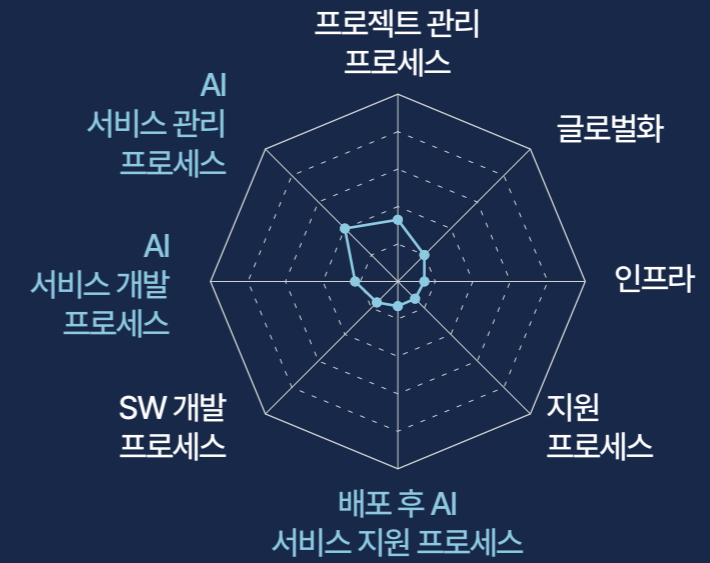 프로젝트 관리
프로세스
글로벌화
인프라
지원
프로세스
배포 후 AI
서비스 지원 프로세스
SW 개발
프로세스
AI
서비스 개발
프로세스
AI
서비스 관리
프로세스